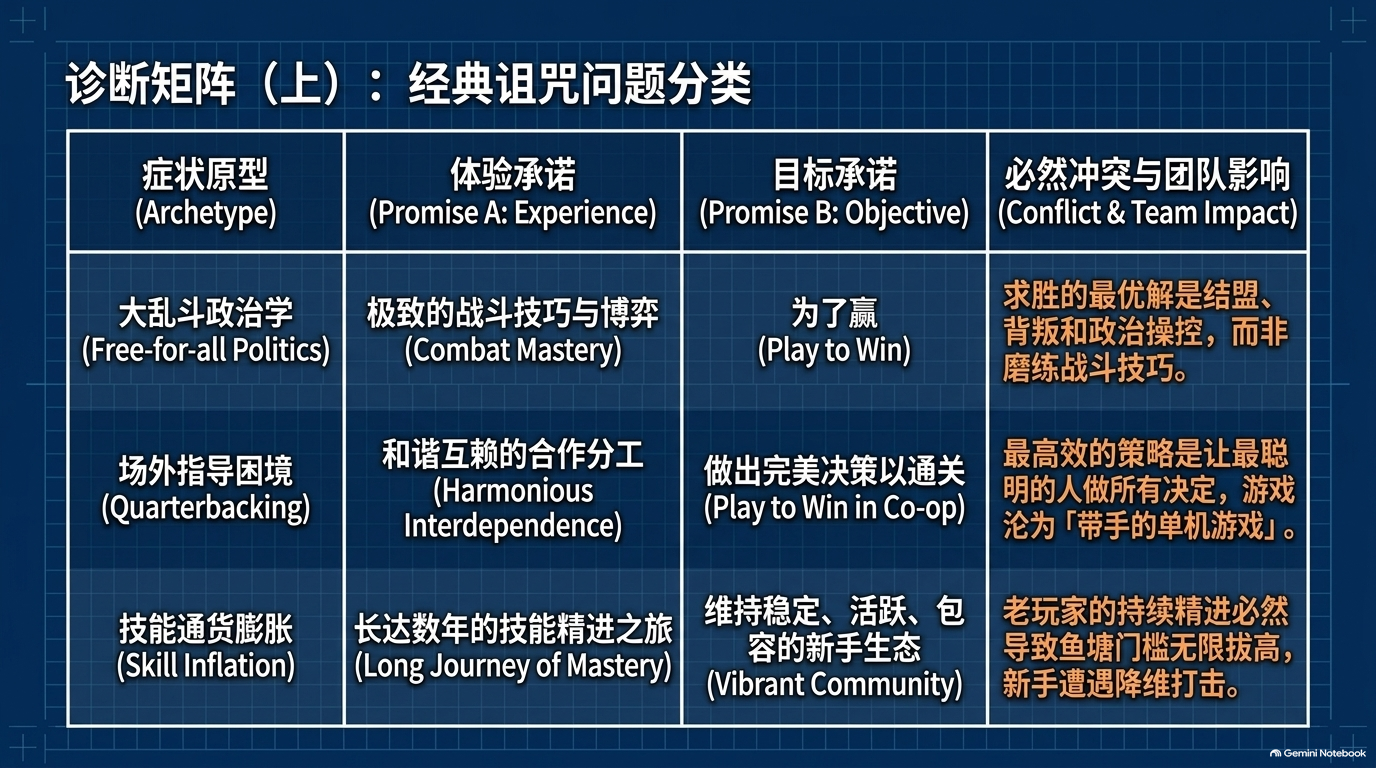 诊断矩阵（上）：经典诅咒问题分类
症状原型
(Archetype)
体验承诺
(Promise A: Experience)
目标承诺
(Promise B: Objective)
必然冲突与团队影响
(Conflict & Team Impact)
大乱斗政治学
(Free-for-all Politics)
极致的战斗技巧与博弈
(Combat Mastery)
为了赢
(Play to Win)
求胜的最优解是结盟、
背叛和政治操控，而非
磨练战斗技巧。
场外指导困境
(Quarterbacking)
和谐互赖的合作分工
(Harmonious
Interdependence)
做出完美决策以通关
(Play to Win in Co-op)
最高效的策略是让最聪
明的人做所有决定，游戏
沦为「带手的单机游戏」。
技能通货膨胀
(Skill Inflation)
长达数年的技能精进之旅
(Long Journey of Mastery)
维持稳定、活跃、包
容的新手生态
(Vibrant Community)
老玩家的持续精进必然
导致鱼塘门槛无限拔高，
新手遭遇降维打击。
Gemini Notebook